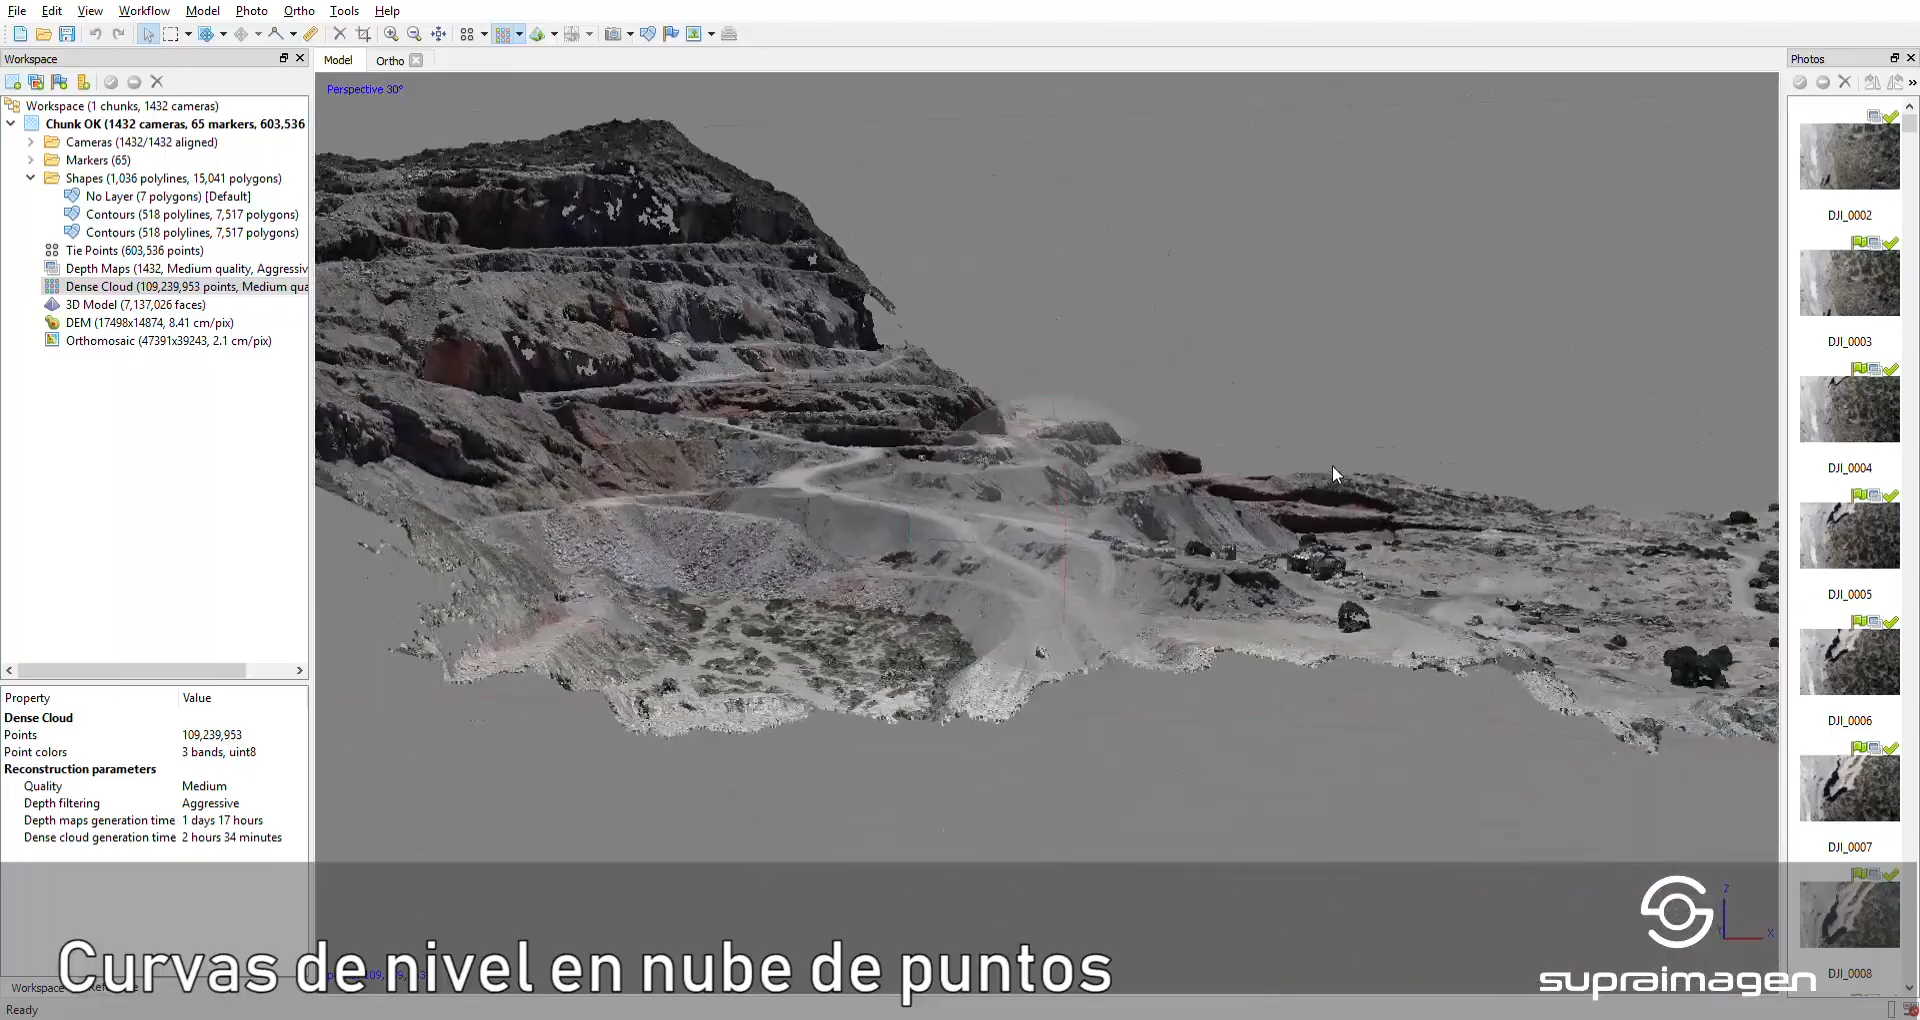 File Edit View Workflow Model Photo Ortho Tools Help
Workspace
Model Ortho
Photos
Perspective 30°
Workspace (1 chunks, 1432 cameras)
Chunk OK (1432 cameras, 65 markers, 603,536
Cameras (1432/1432 aligned)
Markers (65)
Shapes (1,036 polylines, 15,041 polygons)
No Layer (7 polygons) [Default]
Contours (518 polylines, 7,517 polygons)
Contours (518 polylines, 7,517 polygons)
Tie Points (603,536 points)
Depth Maps (1432, Medium quality, Aggressiv
Dense Cloud (109,239,953 points, Medium qua
3D Model (7,137,026 faces)
DEM (17498x14874, 8.41 cm/pix)
Orthomosaic (47391x39243, 2.1 cm/pix)
Property Value
Dense Cloud
Points 109,239,953
Point colors 3 bands, uint8
Reconstruction parameters
Quality Medium
Depth filtering Aggressive
Depth maps generation time 1 days 17 hours
Dense cloud generation time 2 hours 34 minutes
DJI_0002
DJI_0003
DJI_0004
DJI_0005
DJI_0006
DJI_0007
DJI_0008
Z
X
Curvas de nivel en nube de puntos
supraimagen
Workspace
Ready